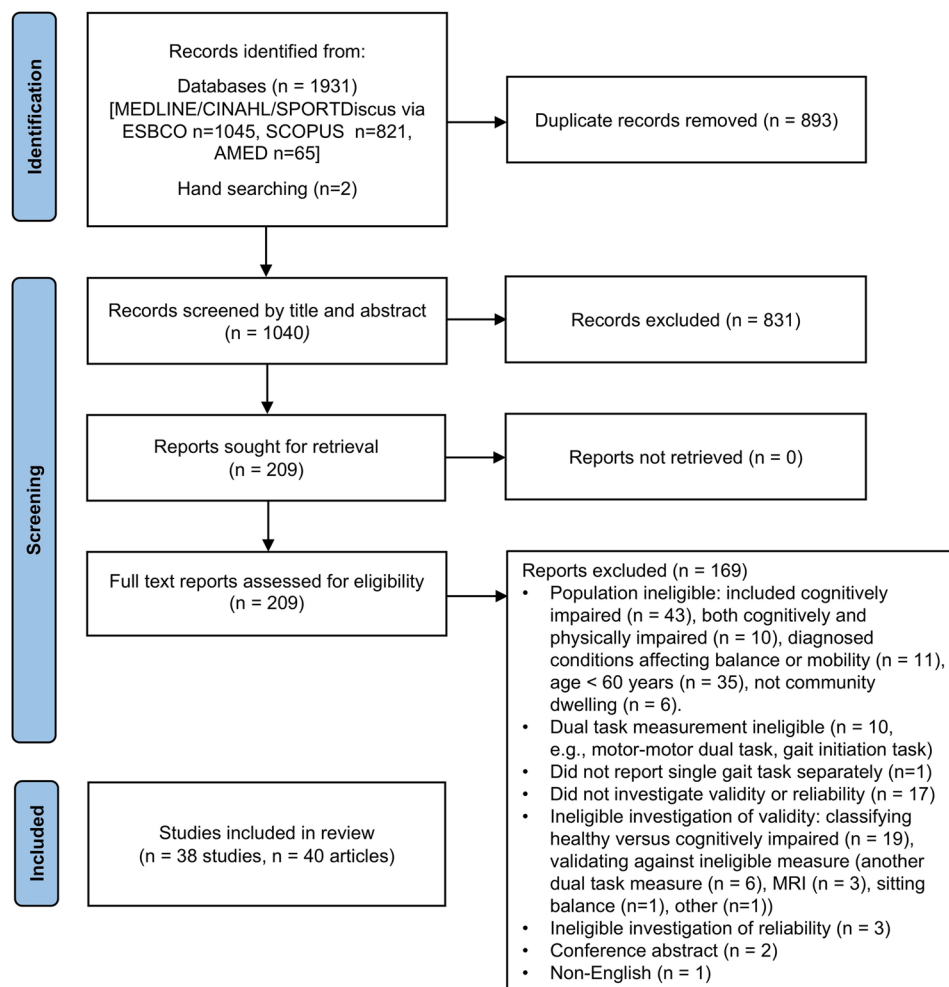 Identification
Records identified from:
Databases (n = 1931)
[MEDLINE/CINAHL/SPORTDiscus via
ESBCO n=1045, SCOPUS n=821,
AMED n=65]
Hand searching (n=2)
Duplicate records removed (n = 893)
Screening
Records screened by title and abstract
(n = 1040)
Records excluded (n = 831)
Reports sought for retrieval
(n = 209)
Reports not retrieved (n = 0)
Full text reports assessed for eligibility
(n = 209)
Reports excluded (n = 169)
• Population ineligible: included cognitively
impaired (n = 43), both cognitively and
physically impaired (n = 10), diagnosed
conditions affecting balance or mobility (n = 11),
age < 60 years (n = 35), not community
dwelling (n = 6).
• Dual task measurement ineligible (n = 10,
e.g., motor-motor dual task, gait initiation task)
• Did not report single gait task separately (n=1)
• Did not investigate validity or reliability (n = 17)
• Ineligible investigation of validity: classifying
healthy versus cognitively impaired (n = 19),
validating against ineligible measure (another
dual task measure (n = 6), MRI (n = 3), sitting
balance (n=1), other (n=1))
• Ineligible investigation of reliability (n = 3)
• Conference abstract (n = 2)
• Non-English (n = 1)
Included
Studies included in review
(n = 38 studies, n = 40 articles)